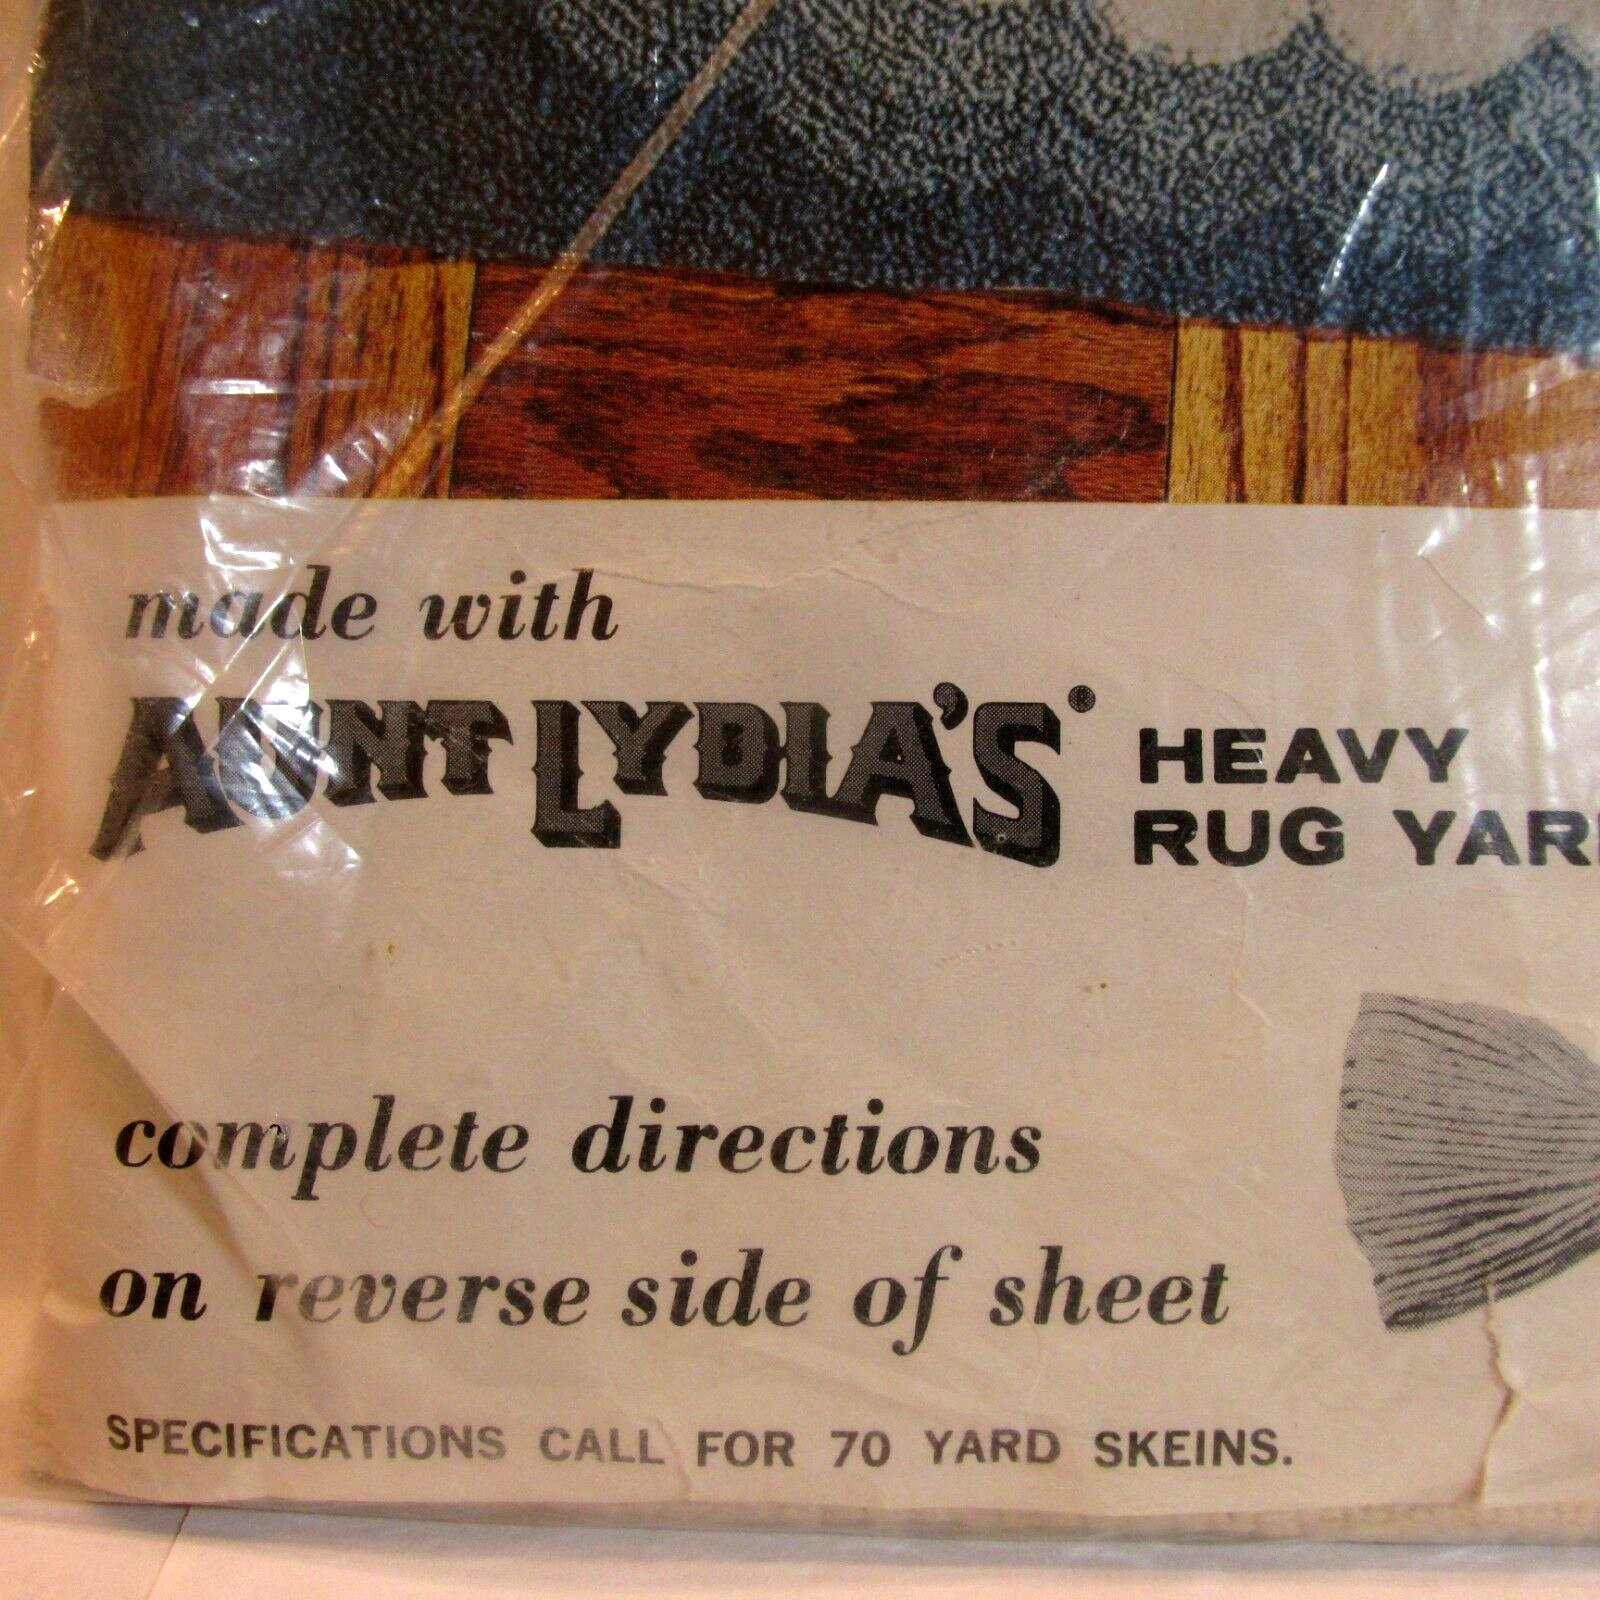 made with
AUNT LYDIA'S® HEAVY
RUG YAR
complete directions
on reverse side of sheet
SPECIFICATIONS CALL FOR 70 YARD SKEINS.